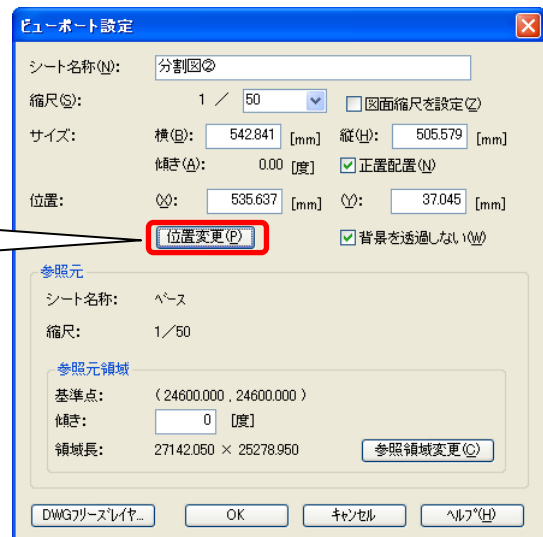 ビューポート設定
シート名称(N): 分割図②
縮尺(S): 1 ／ 50 図面縮尺を設定(Z)
サイズ: 横(B): 542.841 [mm] 縦(H): 505.579 [mm]
傾き(A): 0.00 [度] 正置配置(N)
位置: (X): 535.637 [mm] (Y): 37.045 [mm]
位置変更(P) 背景を透過しない(W)
参照元
シート名称: ベース
縮尺: 1／50
参照元領域
基準点: ( 24600.000 , 24600.000 )
傾き: 0 [度]
領域長: 27142.050 × 25278.950 参照領域変更(C)
DWGフリーズレイヤ... OK キャンセル ヘルプ(H)